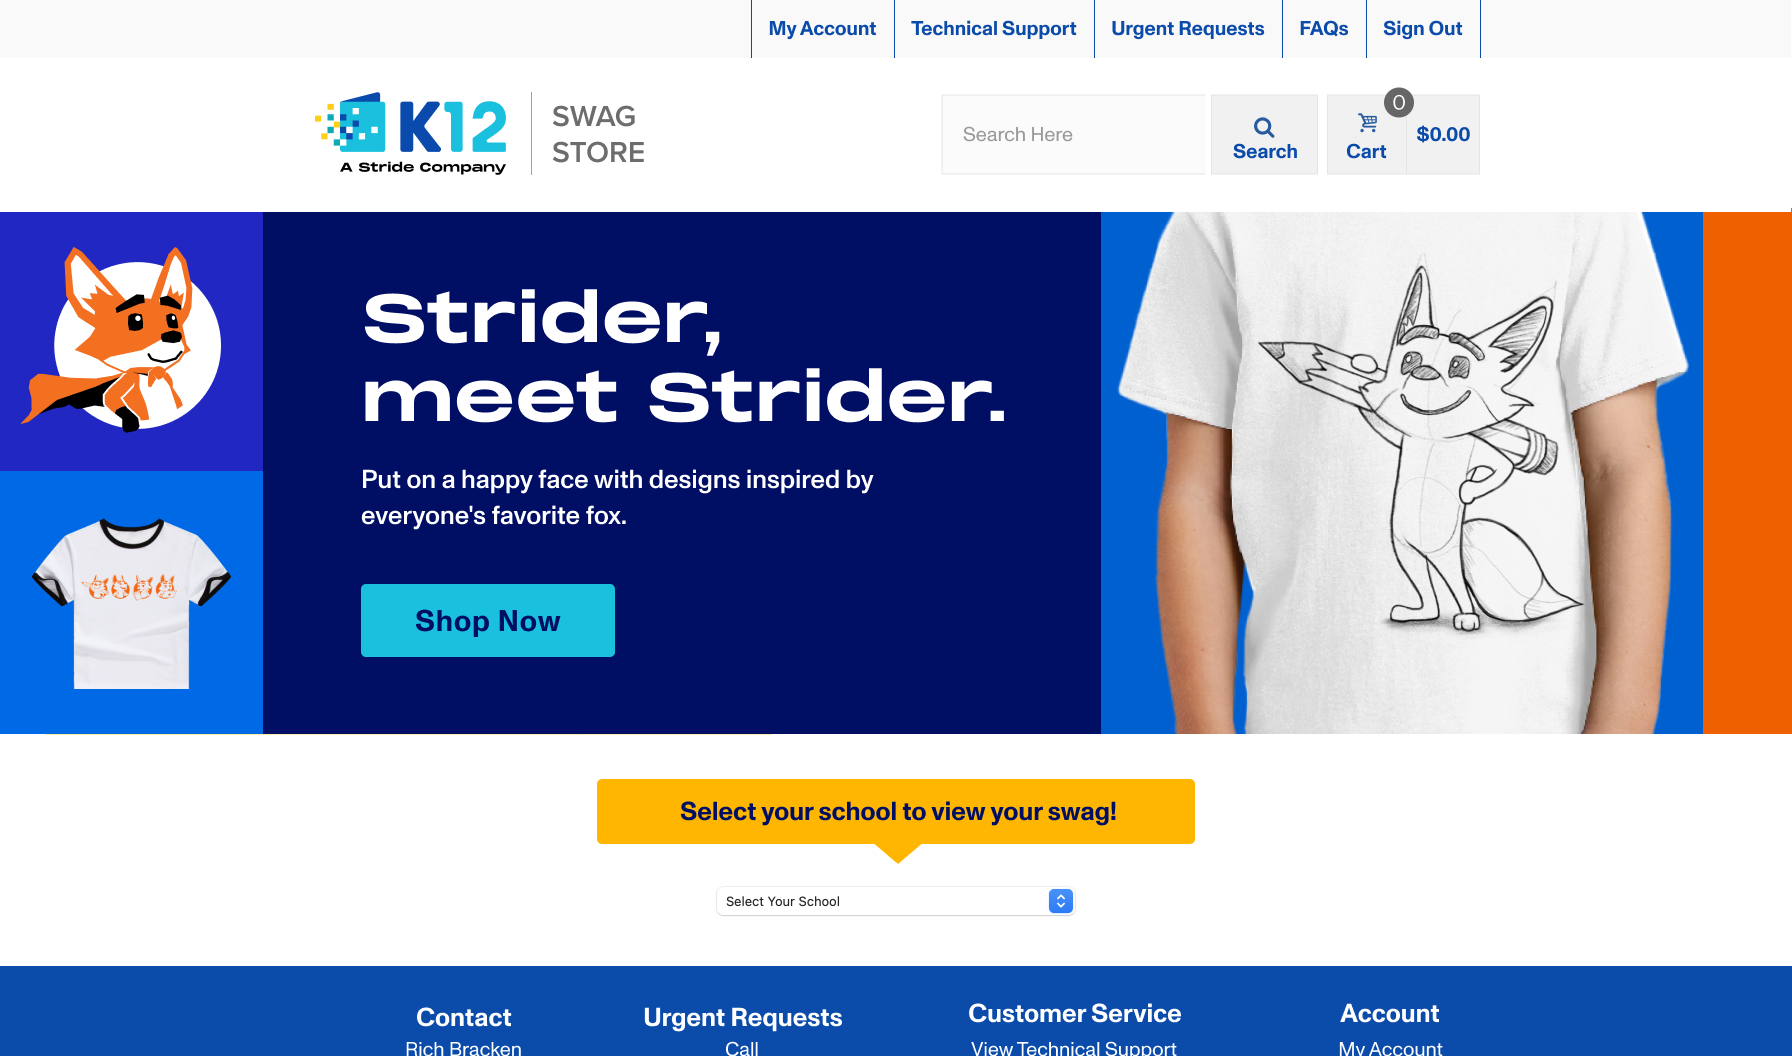 My Account
Technical Support
Urgent Requests
FAQs
Sign Out
K12
A Stride Company
SWAG
STORE
Search Here
Search
0
Cart
$0.00
Strider,
meet Strider.
Put on a happy face with designs inspired by
everyone's favorite fox.
Shop Now
Select your school to view your swag!
Select Your School
Contact
Rich Bracken
Urgent Requests
Call
Customer Service
View Technical Support
Account
My Account